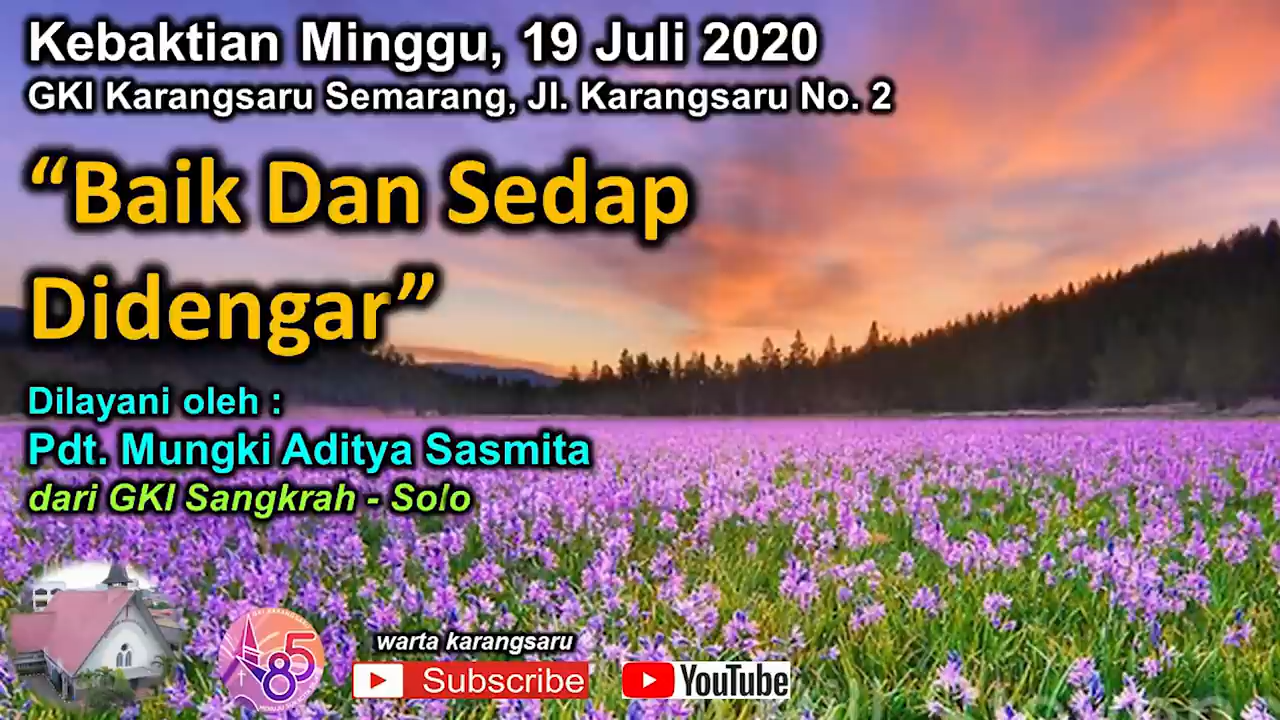 Kebaktian Minggu, 19 Juli 2020
GKI Karangsaru Semarang, Jl. Karangsaru No. 2
“Baik Dan Sedap
Didengar”
Dilayani oleh :
Pdt. Mungki Aditya Sasmita
dari GKI Sangkrah - Solo
85
warta karangsaru
Subscribe
YouTube